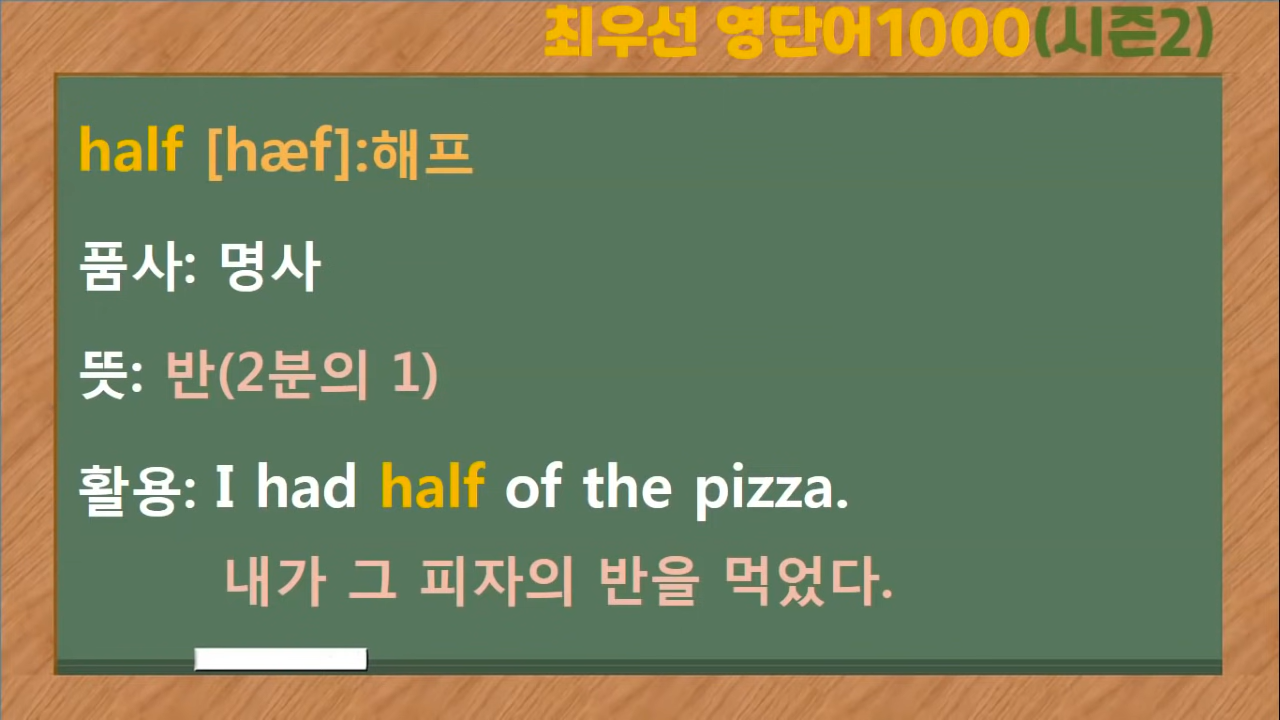 최우선 영단어1000(시즌2)
half [hæf]:해프
품사: 명사
뜻: 반(2분의 1)
활용: I had half of the pizza.
내가 그 피자의 반을 먹었다.